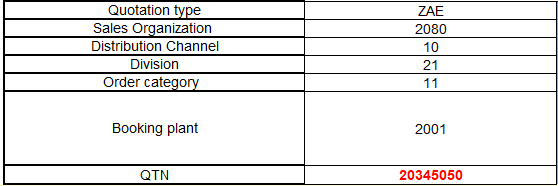 Quotation type ZAE
Sales Organization 2080
Distribution Channel 10
Division 21
Order category 11
Booking plant 2001
QTN 20345050